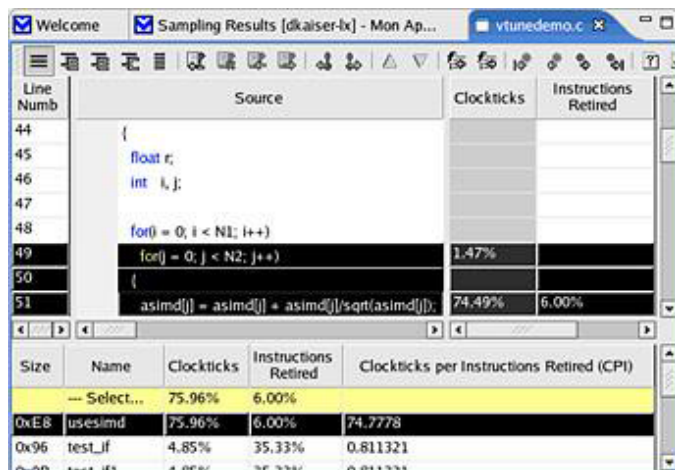 Welcome Sampling Results [dkaiser-lx] - Mon Ap... vtunedemo.c
Line Numb Source Clockticks Instructions Retired
44 {
45 float r;
46 int i, j;
47
48 for(i = 0; i < N1; i++)
49 for(j = 0; j < N2; j++) 1.47%
50 {
51 asimd[j] = asimd[j] + asimd[j]/sqrt(asimd[j]); 74.49% 6.00%
Size Name Clockticks Instructions Retired Clockticks per Instructions Retired (CPI)
--- Select... 75.96% 6.00%
0xE8 usesimd 75.96% 6.00% 74.7778
0x96 test_if 4.85% 35.33% 0.811321